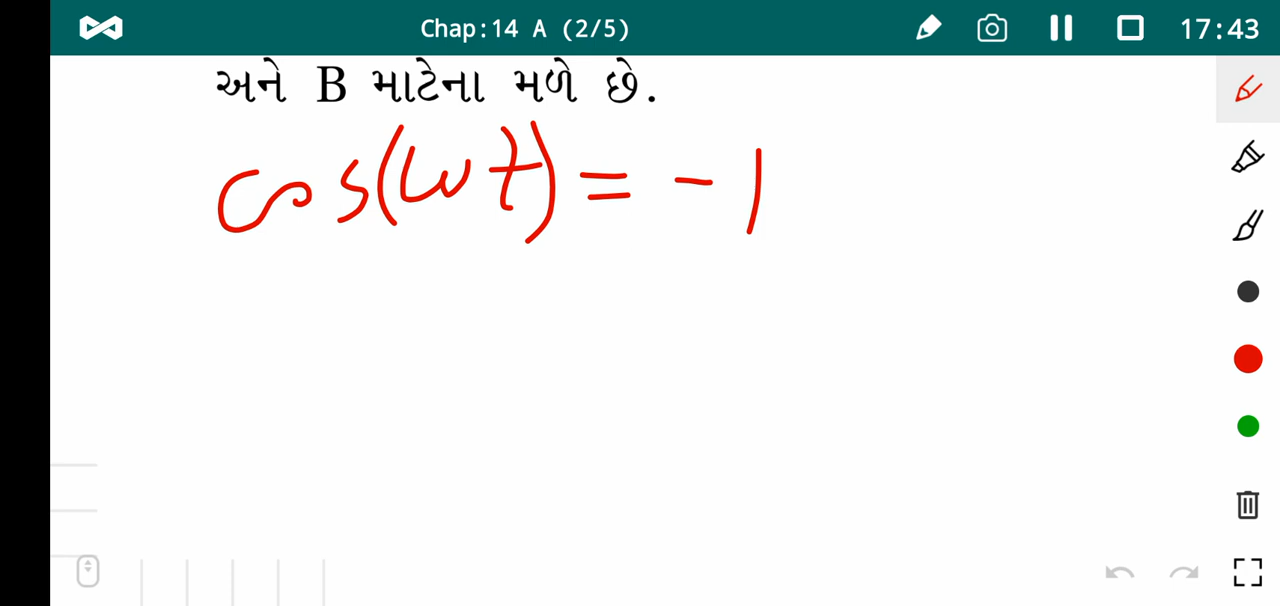 Chap:14 A (2/5) 17:43
અને B માટેના મળે છે.
cos(ωt) = -1